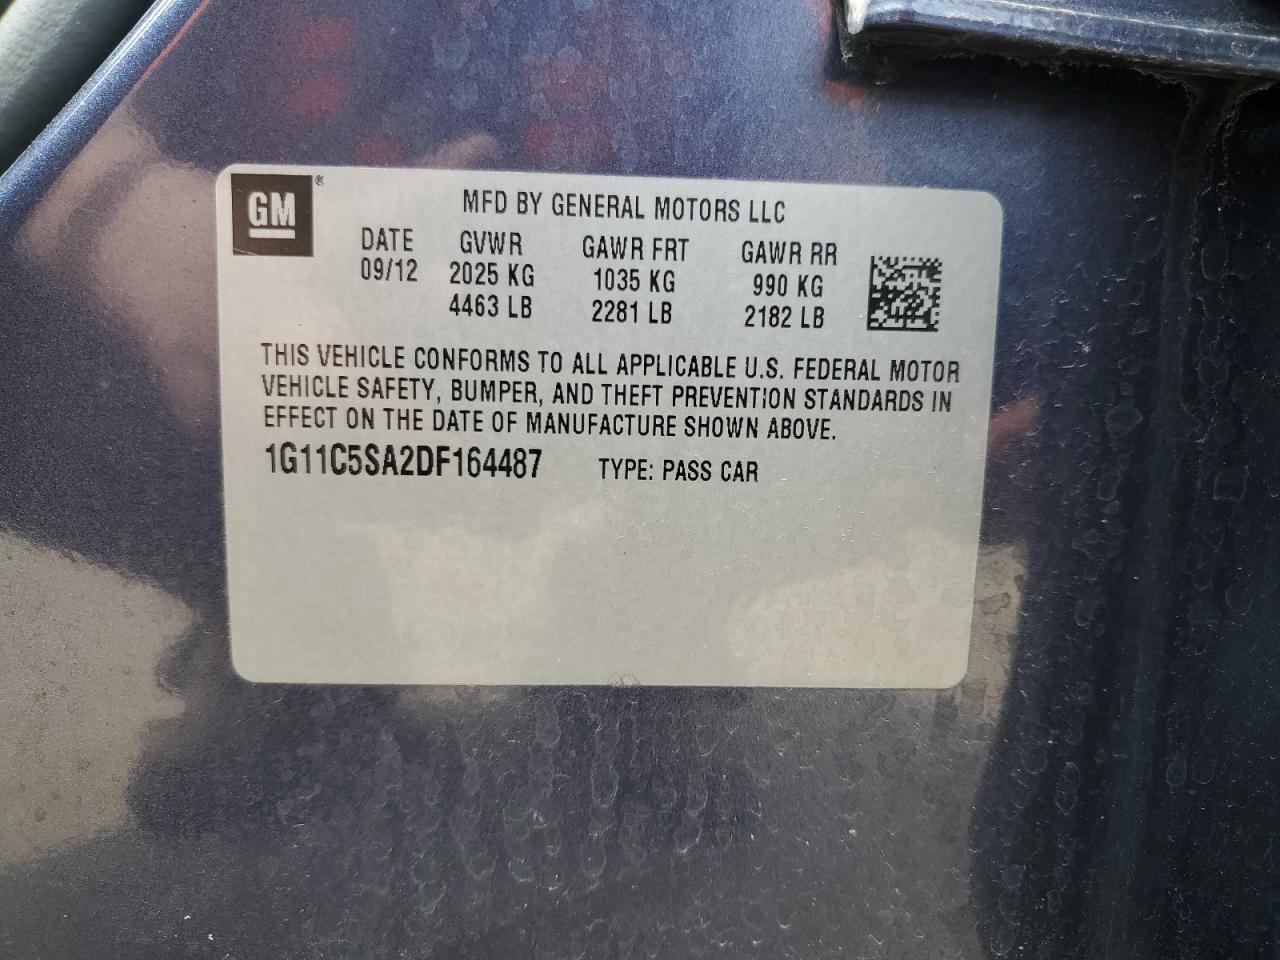 GM®
MFD BY GENERAL MOTORS LLC
DATE GVWR GAWR FRT GAWR RR
09/12 2025 KG 1035 KG 990 KG
4463 LB 2281 LB 2182 LB
THIS VEHICLE CONFORMS TO ALL APPLICABLE U.S. FEDERAL MOTOR
VEHICLE SAFETY, BUMPER, AND THEFT PREVENTION STANDARDS IN
EFFECT ON THE DATE OF MANUFACTURE SHOWN ABOVE.
1G11C5SA2DF164487 TYPE: PASS CAR